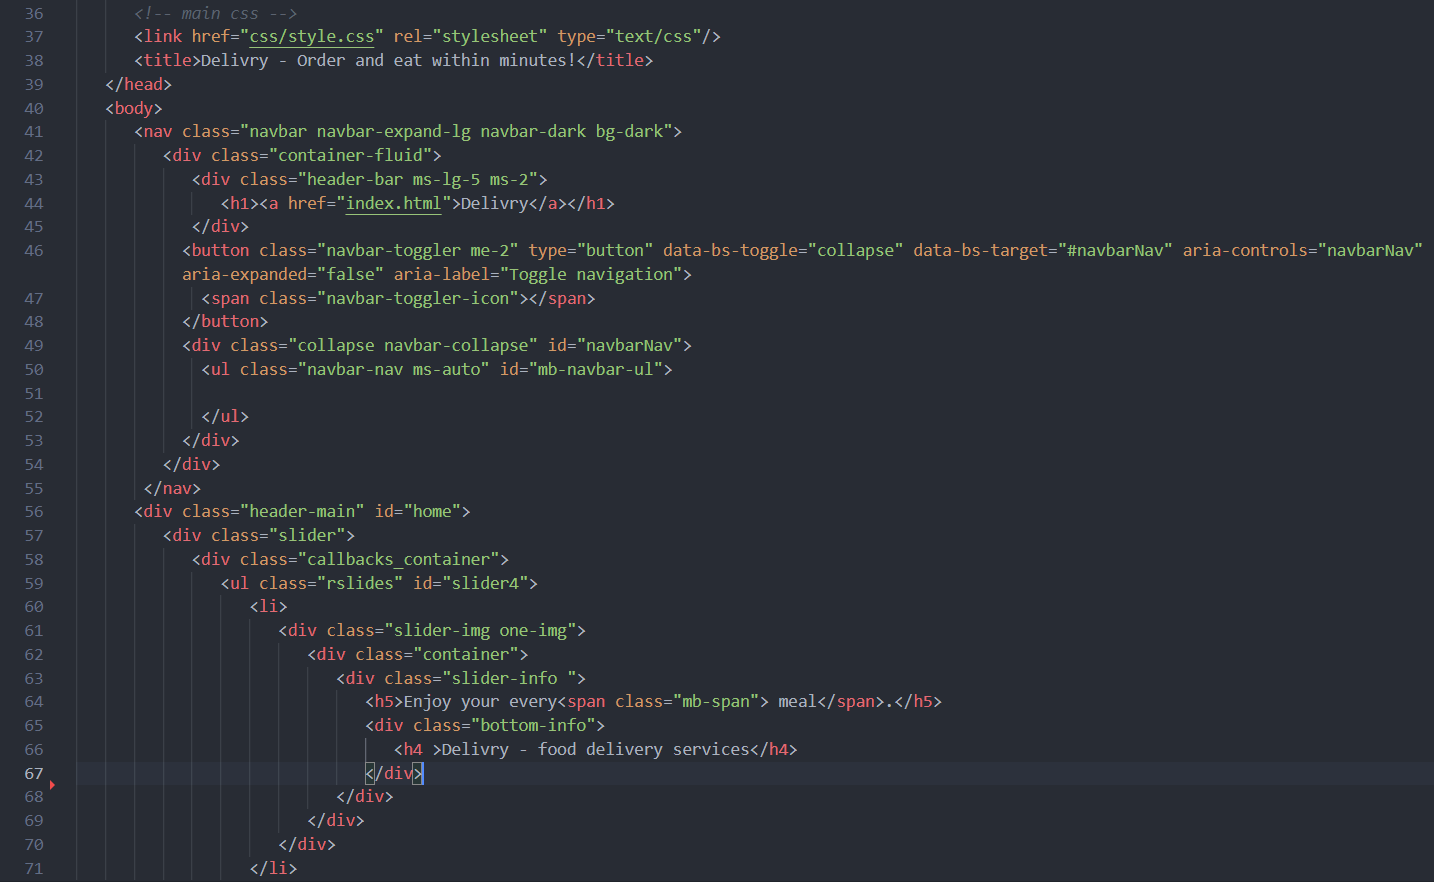 36 <!-- main css -->
37 <link href="css/style.css" rel="stylesheet" type="text/css"/>
38 <title>Delivry - Order and eat within minutes!</title>
39 </head>
40 <body>
41 <nav class="navbar navbar-expand-lg navbar-dark bg-dark">
42 <div class="container-fluid">
43 <div class="header-bar ms-lg-5 ms-2">
44 <h1><a href="index.html">Delivry</a></h1>
45 </div>
46 <button class="navbar-toggler me-2" type="button" data-bs-toggle="collapse" data-bs-target="#navbarNav" aria-controls="navbarNav"
aria-expanded="false" aria-label="Toggle navigation">
47 <span class="navbar-toggler-icon"></span>
48 </button>
49 <div class="collapse navbar-collapse" id="navbarNav">
50 <ul class="navbar-nav ms-auto" id="mb-navbar-ul">
51
52 </ul>
53 </div>
54 </div>
55 </nav>
56 <div class="header-main" id="home">
57 <div class="slider">
58 <div class="callbacks_container">
59 <ul class="rslides" id="slider4">
60 <li>
61 <div class="slider-img one-img">
62 <div class="container">
63 <div class="slider-info ">
64 <h5>Enjoy your every<span class="mb-span"> meal</span>.</h5>
65 <div class="bottom-info">
66 <h4 >Delivry - food delivery services</h4>
67 </div>
68 </div>
69 </div>
70 </div>
71 </li>